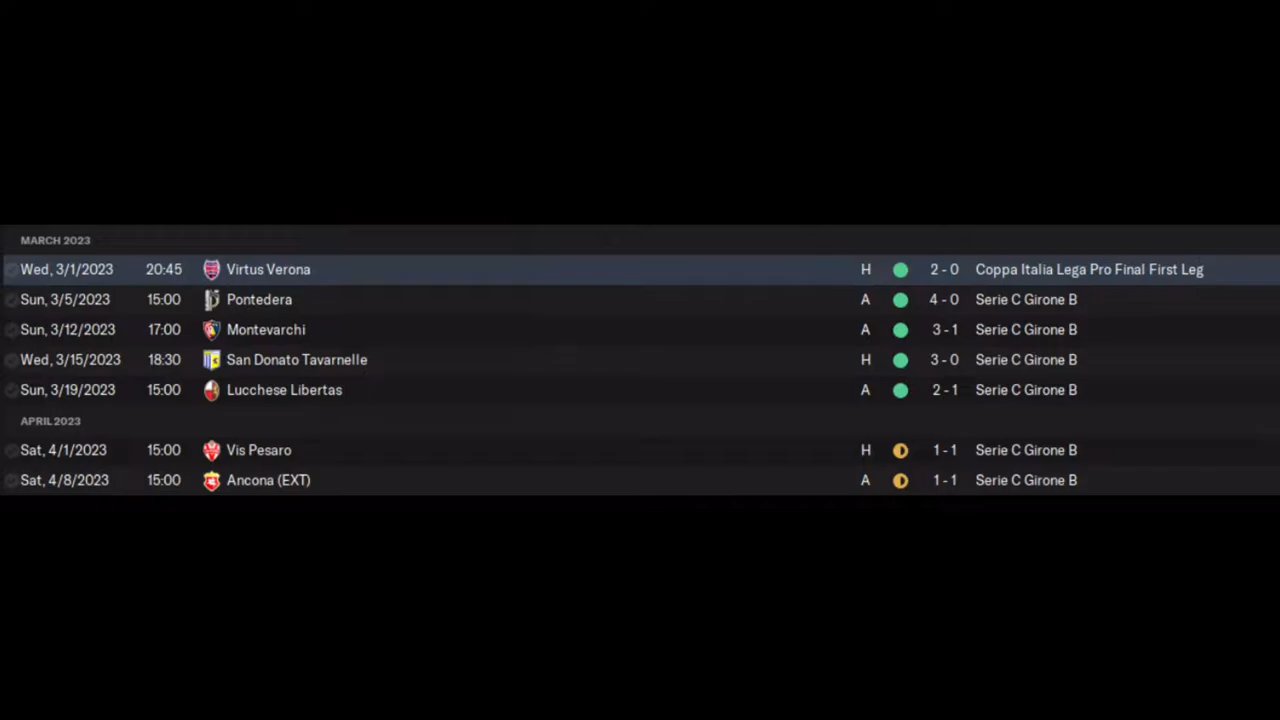 MARCH 2023
Wed, 3/1/2023 20:45 Virtus Verona H 2 - 0 Coppa Italia Lega Pro Final First Leg
Sun, 3/5/2023 15:00 Pontedera A 4 - 0 Serie C Girone B
Sun, 3/12/2023 17:00 Montevarchi A 3 - 1 Serie C Girone B
Wed, 3/15/2023 18:30 San Donato Tavarnelle H 3 - 0 Serie C Girone B
Sun, 3/19/2023 15:00 Lucchese Libertas A 2 - 1 Serie C Girone B
APRIL 2023
Sat, 4/1/2023 15:00 Vis Pesaro H 1 - 1 Serie C Girone B
Sat, 4/8/2023 15:00 Ancona (EXT) A 1 - 1 Serie C Girone B